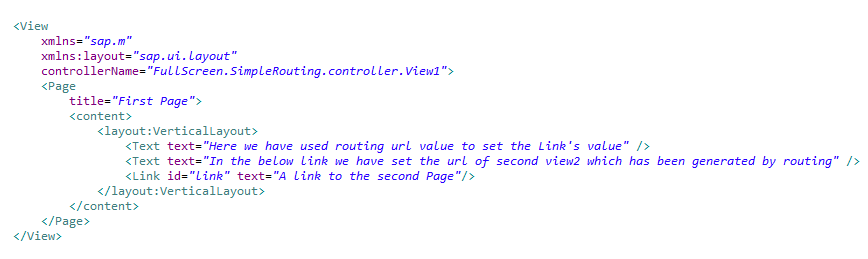 <View
xmlns="sap.m"
xmlns:layout="sap.ui.layout"
controllerName="FullScreen.SimpleRouting.controller.View1">
<Page
title="First Page">
<content>
<layout:VerticalLayout>
<Text text="Here we have used routing url value to set the Link's value" />
<Text text="In the below link we have set the url of second view2 which has been generated by routing" />
<Link id="link" text="A link to the second Page"/>
</layout:VerticalLayout>
</content>
</Page>
</View>